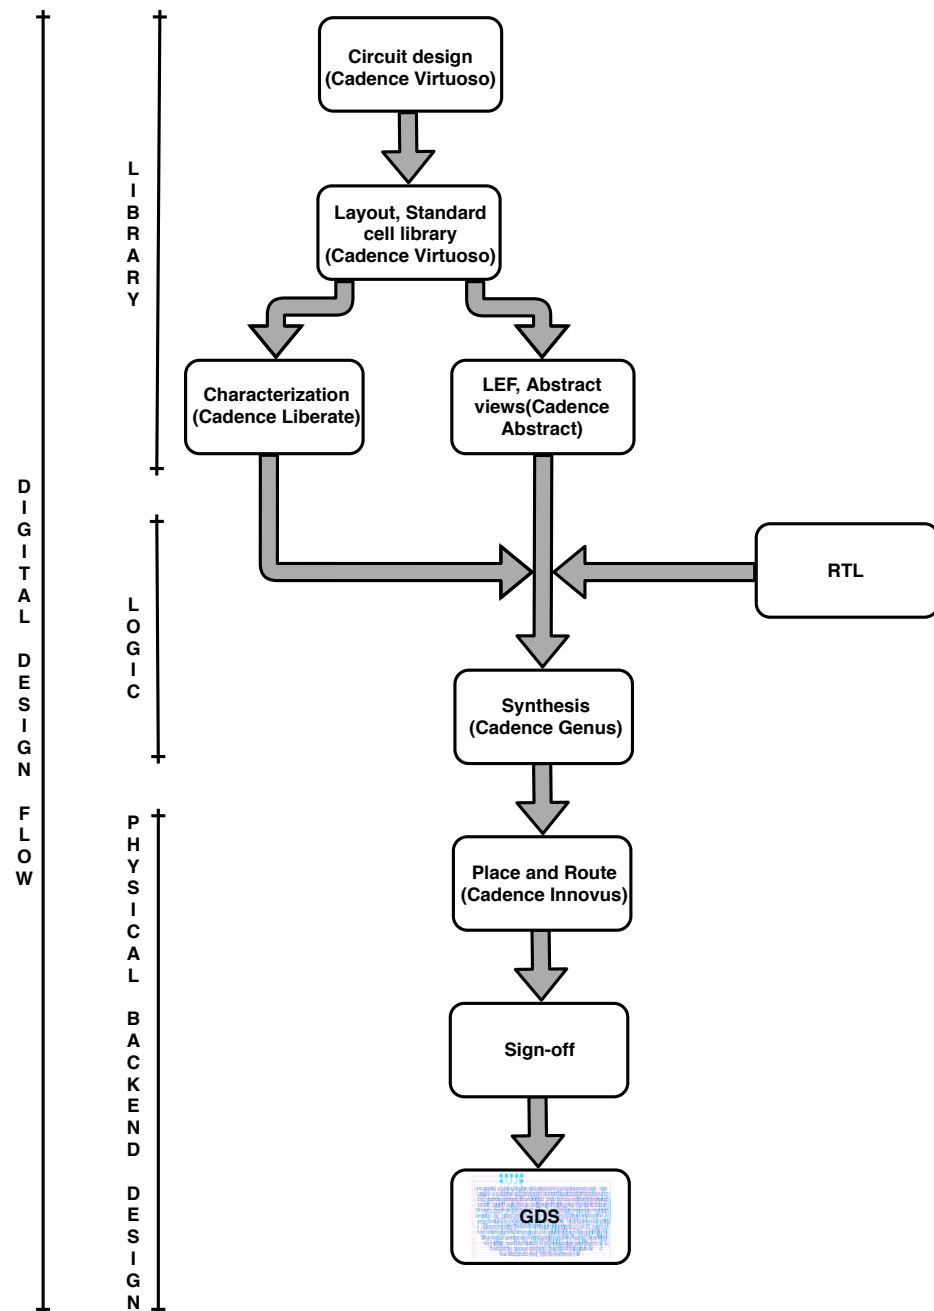 Circuit design
(Cadence Virtuoso)
LIBRARY
Layout, Standard
cell library
(Cadence Virtuoso)
Characterization
(Cadence Liberate)
LEF, Abstract
views(Cadence
Abstract)
DIGITAL DESIGN FLOW
LOGIC
RTL
Synthesis
(Cadence Genus)
PHYSICAL BACKEND DESIGN
Place and Route
(Cadence Innovus)
Sign-off
GDS